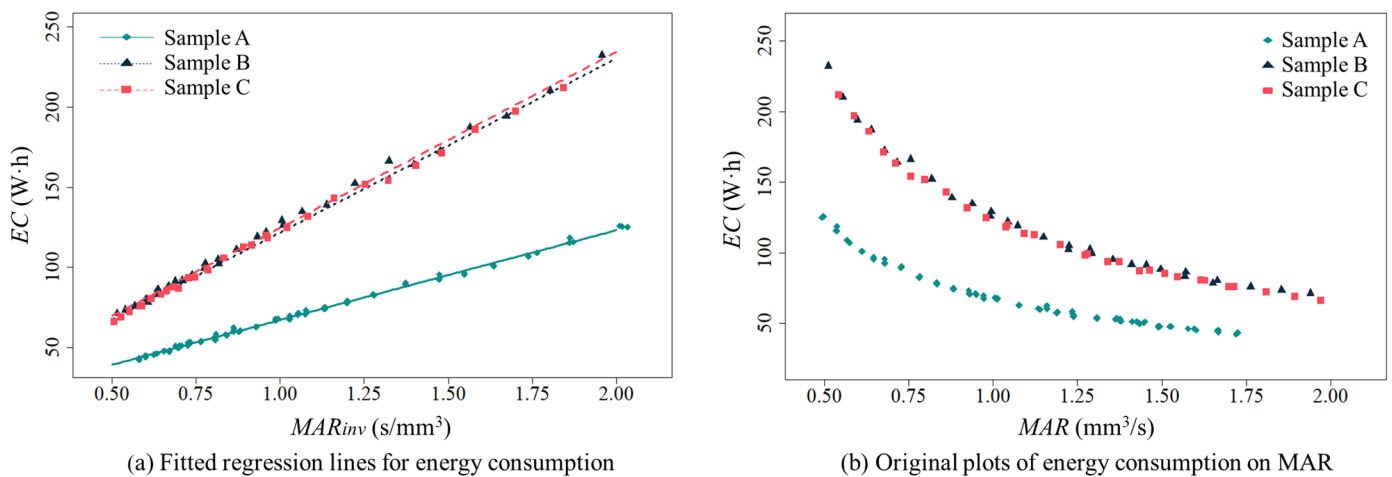 250
200
150
100
50
EC (W·h)
Sample A
Sample B
Sample C
0.50 0.75 1.00 1.25 1.50 1.75 2.00
MARinv (s/mm³)
(a) Fitted regression lines for energy consumption
250
200
150
100
50
EC (W·h)
Sample A
Sample B
Sample C
0.50 0.75 1.00 1.25 1.50 1.75 2.00
MAR (mm³/s)
(b) Original plots of energy consumption on MAR